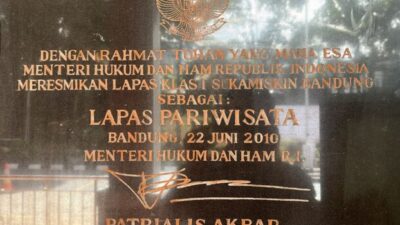 DENGAN RAHMAT TUHAN YANG MAHA ESA
MENTERI HUKUM DAN HAM REPUBLIK INDONESIA
MERESMIKAN LAPAS KLAS I SUKAMISKIN BANDUNG
SEBAGAI :
LAPAS PARIWISATA
BANDUNG, 22 JUNI 2010
MENTERI HUKUM DAN HAM R.I.
PATRIALIS AKBAR